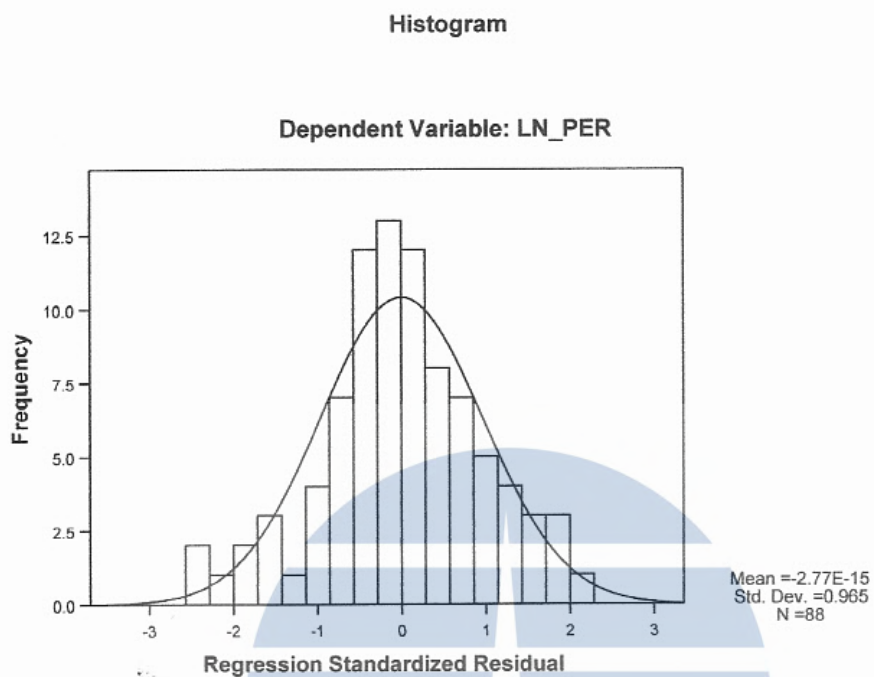 Histogram
Dependent Variable: LN_PER
Frequency
12.5
10.0
7.5
5.0
2.5
0.0
-3 -2 -1 0 1 2 3
Regression Standardized Residual
Mean =-2.77E-15
Std. Dev. =0.965
N =88